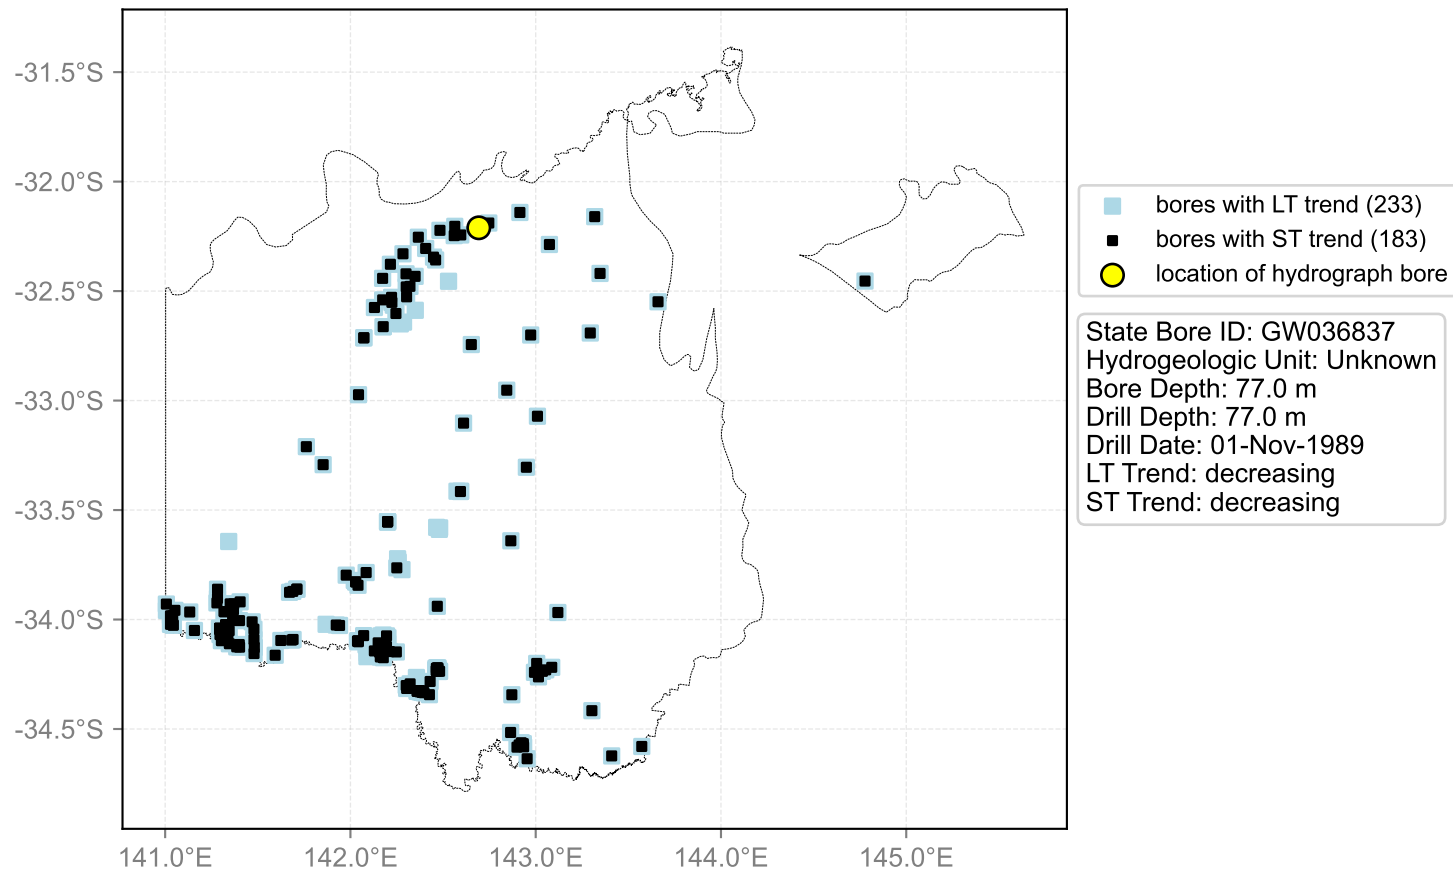 -31.5°S
-32.0°S
-32.5°S
-33.0°S
-33.5°S
-34.0°S
-34.5°S
141.0°E
142.0°E
143.0°E
144.0°E
145.0°E
bores with LT trend (233)
bores with ST trend (183)
location of hydrograph bore
State Bore ID: GW036837
Hydrogeologic Unit: Unknown
Bore Depth: 77.0 m
Drill Depth: 77.0 m
Drill Date: 01-Nov-1989
LT Trend: decreasing
ST Trend: decreasing